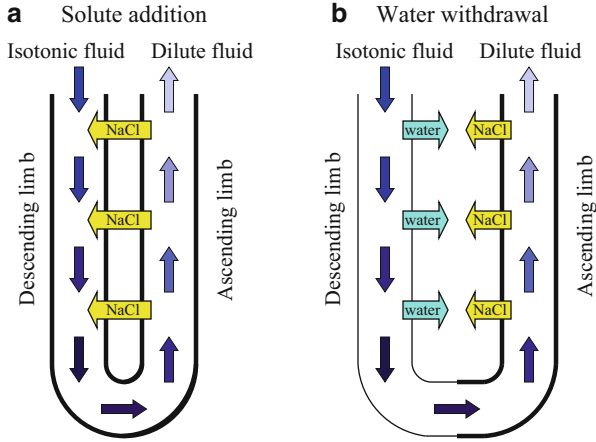 a Solute addition
Isotonic fluid Dilute fluid
NaCl
NaCl
NaCl
Descending limb
Ascending limb
b Water withdrawal
Isotonic fluid Dilute fluid
water NaCl
water NaCl
water NaCl
Descending limb
Ascending limb